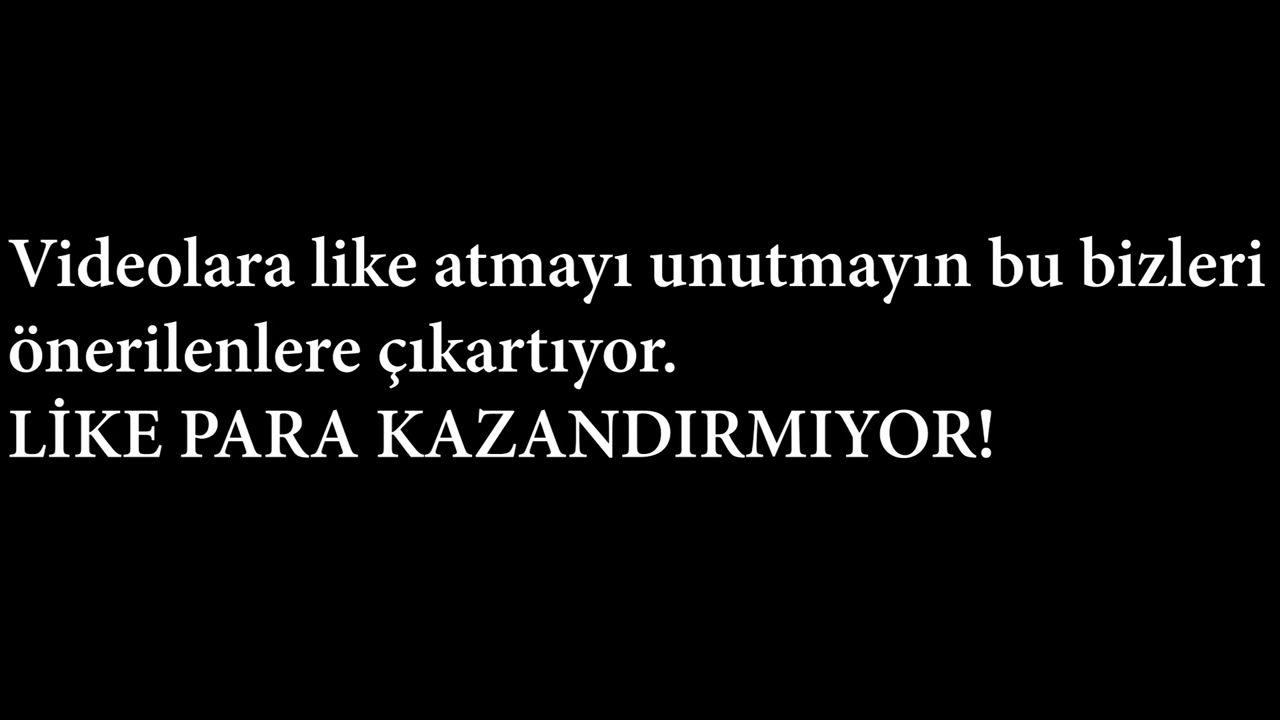 Videolara like atmayı unutmayın bu bizleri
önerilenlere çıkartıyor.
LİKE PARA KAZANDIRMIYOR!